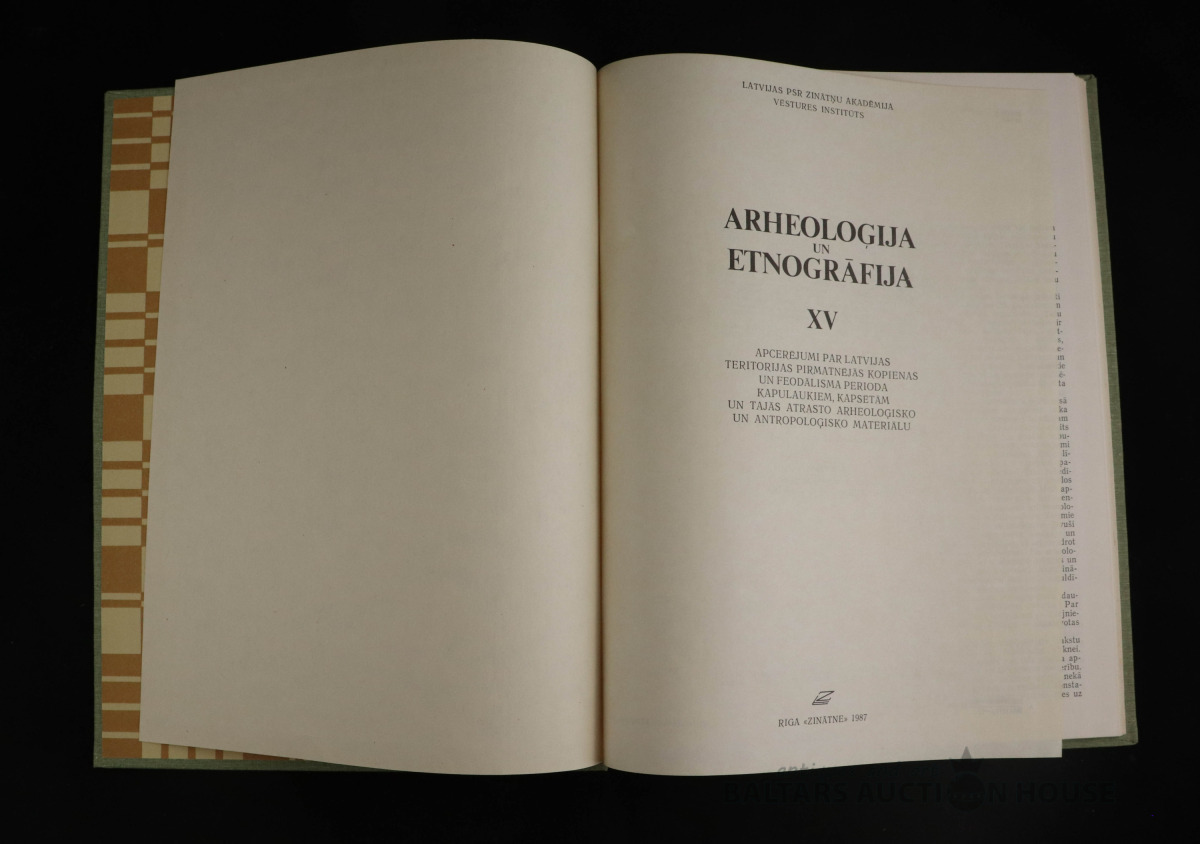 LATVIJAS PSR ZINĀTŅU AKADĒMIJA
VĒSTURES INSTITŪTS
ARHEOLOĢIJA
UN
ETNOGRĀFIJA
XV
APCERĒJUMI PAR LATVIJAS
TERITORIJAS PIRMATNĒJĀS KOPIENAS
UN FEODĀLISMA PERIODA
KAPULAUKIEM, KAPSĒTĀM
UN TAJĀS ATRASTO ARHEOLOĢISKO
UN ANTROPOLOĢISKO MATERIĀLU
RĪGA «ZINĀTNE» 1987
BALTARS AUCTION HOUSE